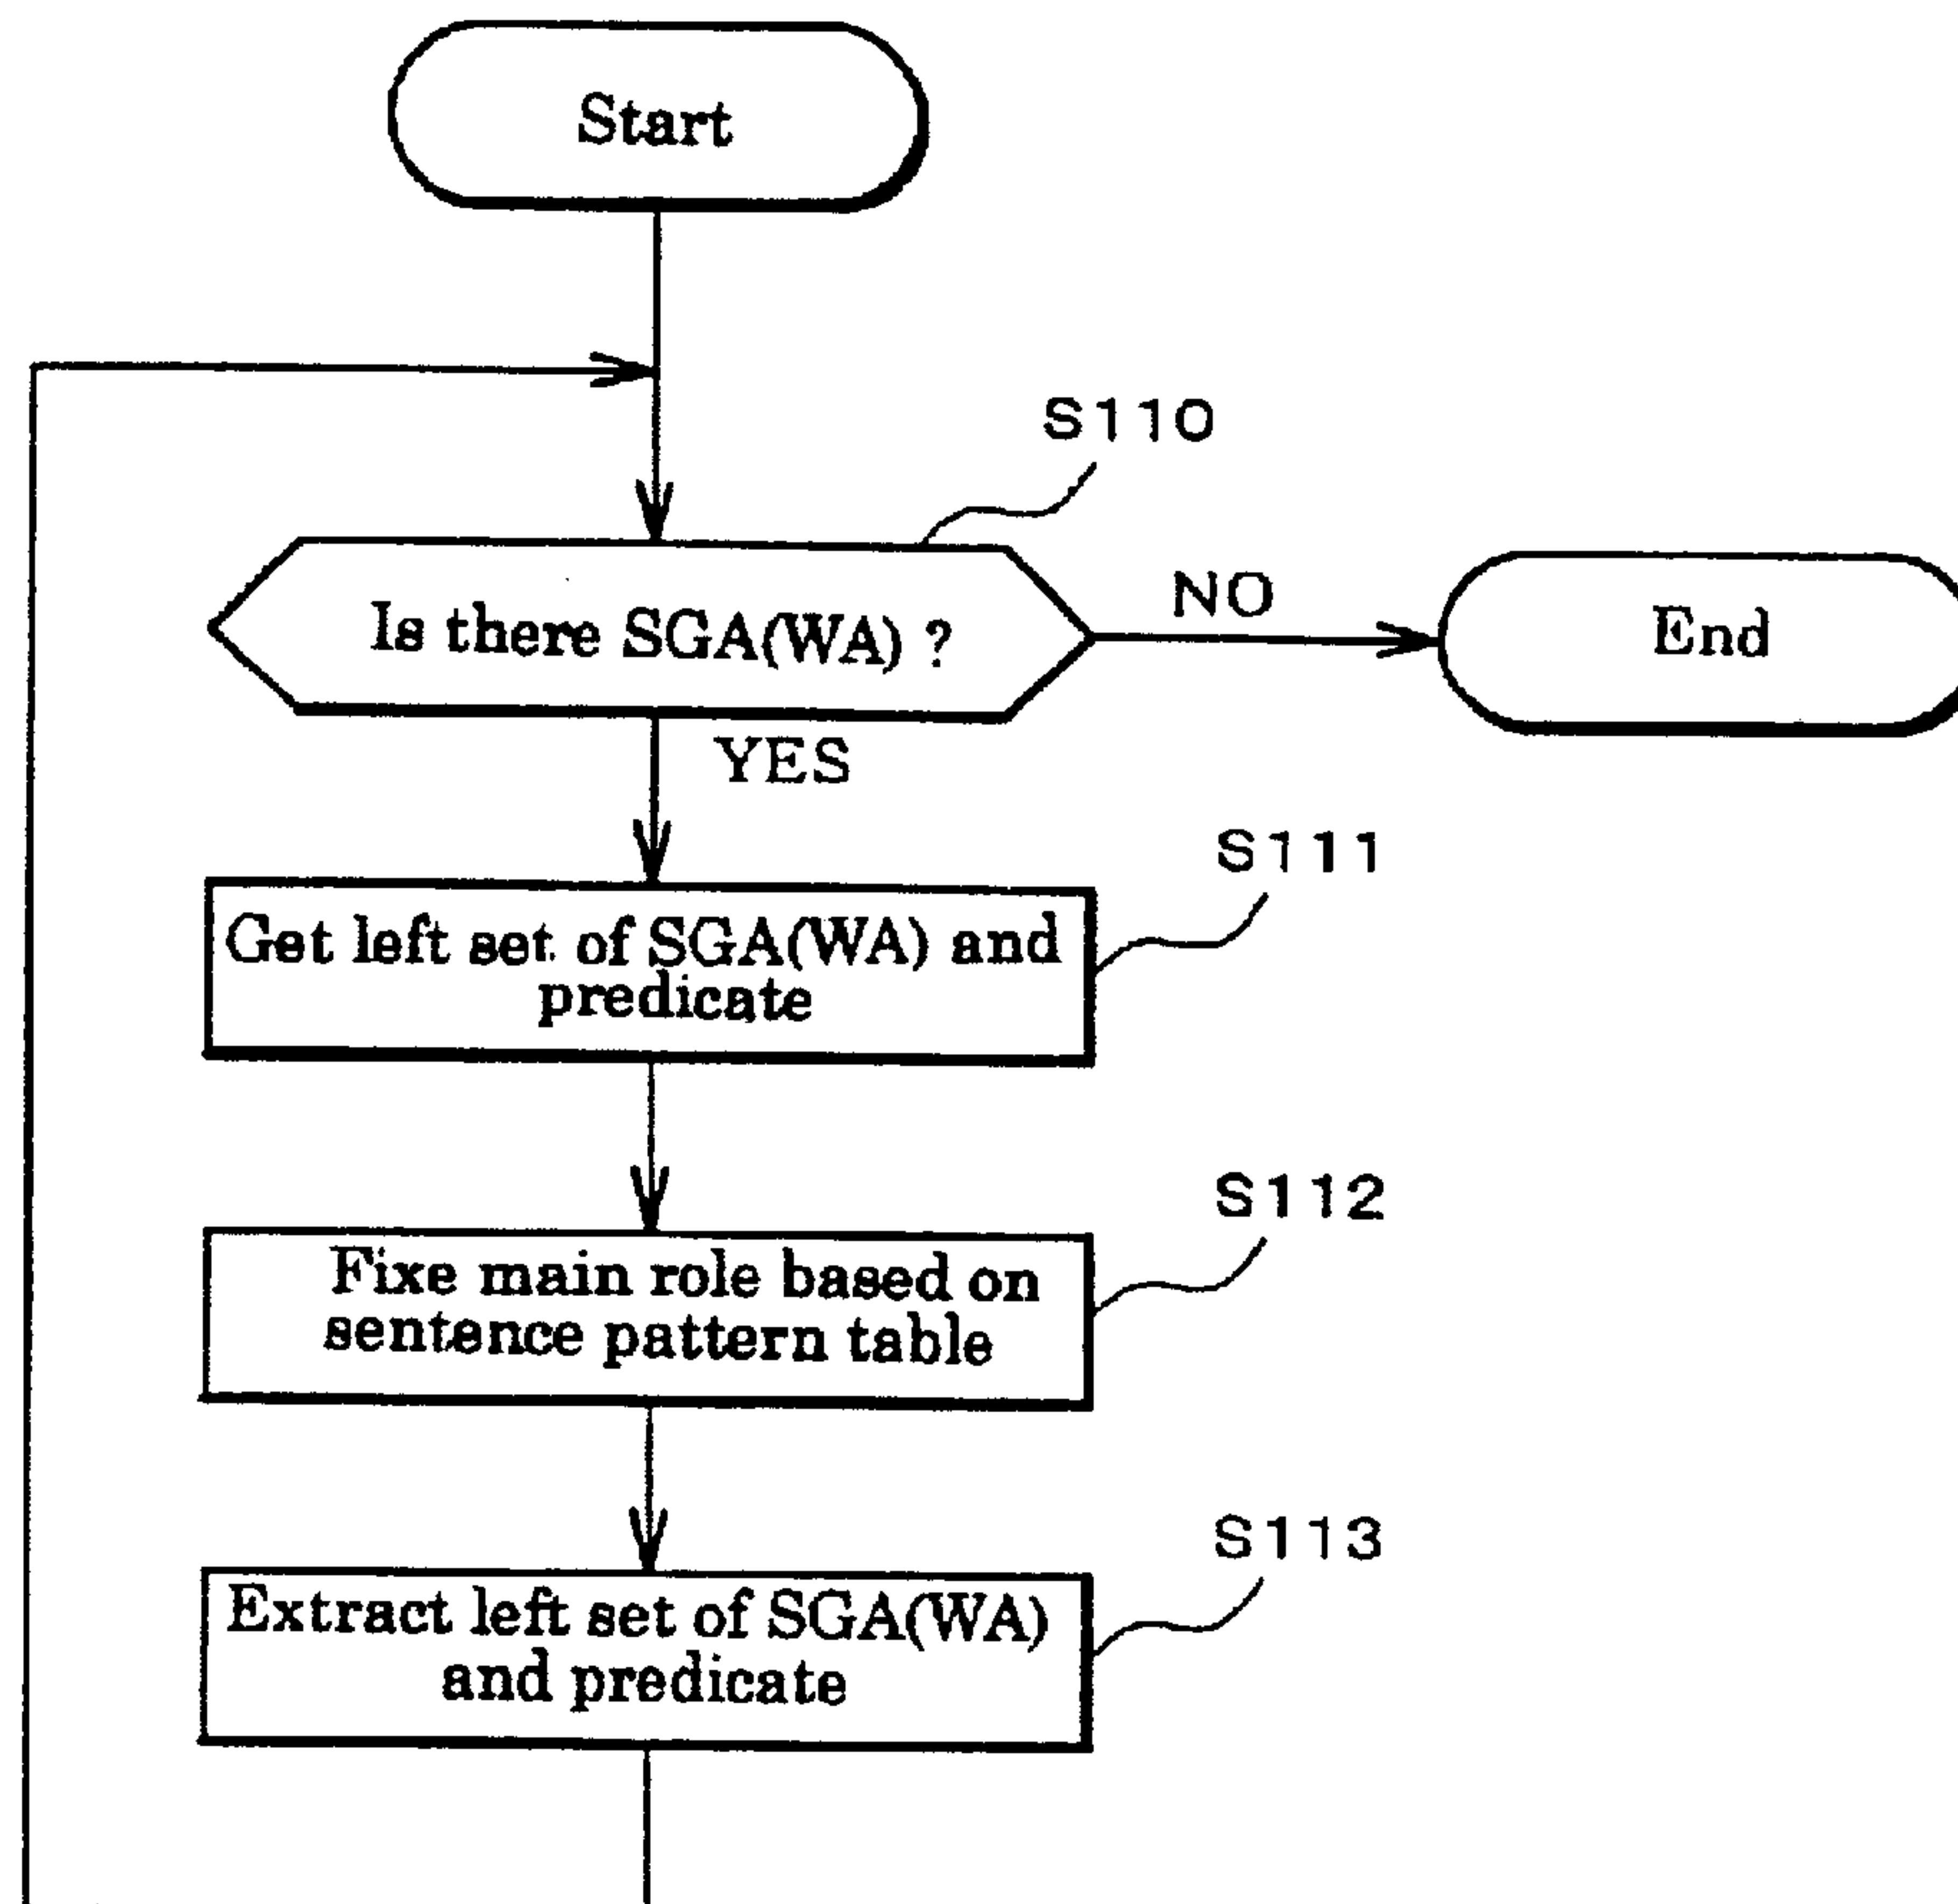 Start
S110
Is there SGA(WA) ?
NO
End
YES
S111
Get left set of SGA(WA) and
predicate
S112
Fixe main role based on
sentence pattern table
S113
Extract left set of SGA(WA)
and predicate